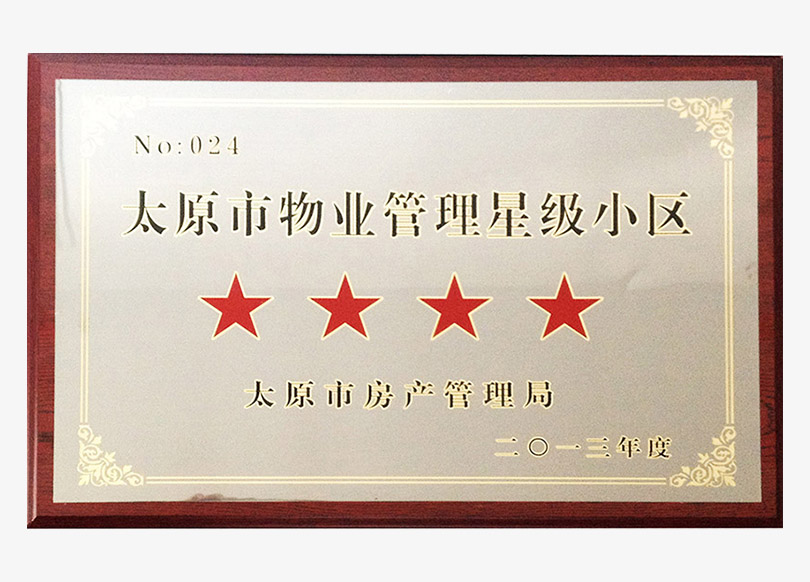 No:024
太原市物业管理星级小区
太原市房产管理局
二〇一三年度